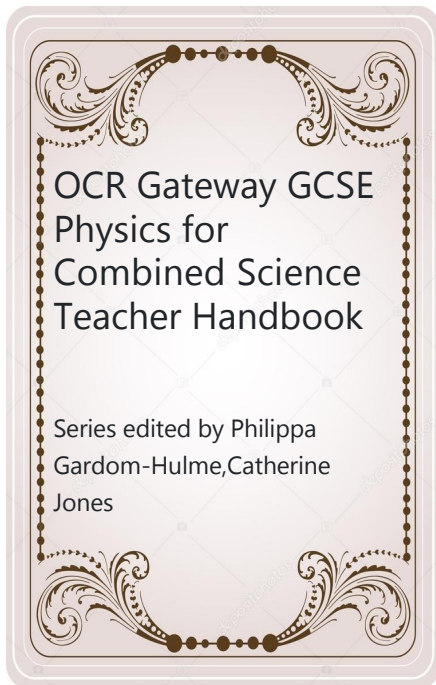 OCR Gateway GCSE
Physics for
Combined Science
Teacher Handbook
Series edited by Philippa
Gardom-Hulme,Catherine
Jones